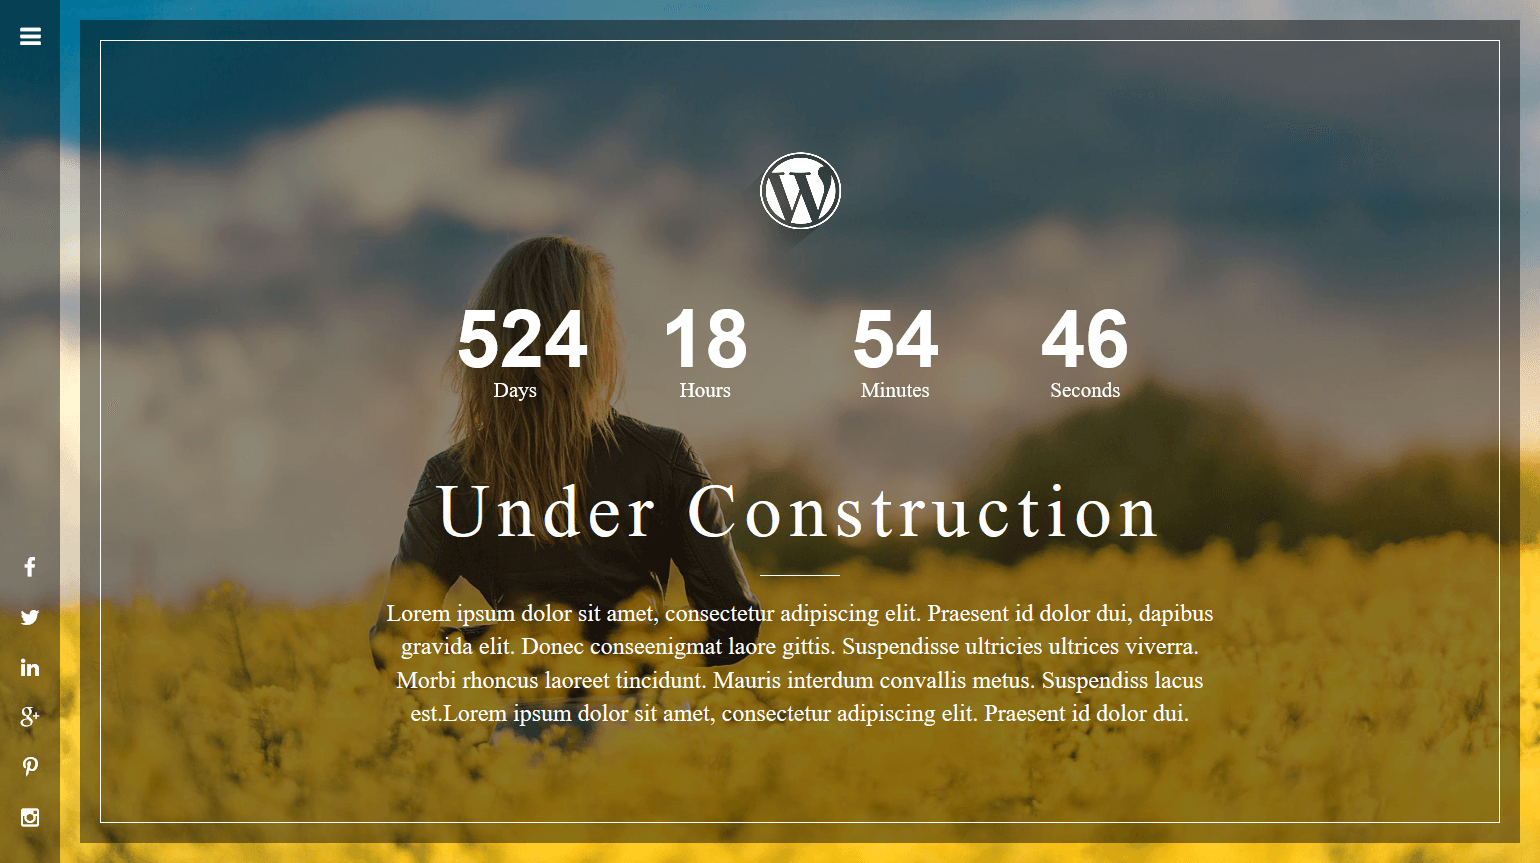 524 18 54 46
Days Hours Minutes Seconds
Under Construction
Lorem ipsum dolor sit amet, consectetur adipiscing elit. Praesent id dolor dui, dapibus
gravida elit. Donec conseenigmat laore gittis. Suspendisse ultricies ultrices viverra.
Morbi rhoncus laoreet tincidunt. Mauris interdum convallis metus. Suspendiss lacus
est.Lorem ipsum dolor sit amet, consectetur adipiscing elit. Praesent id dolor dui.